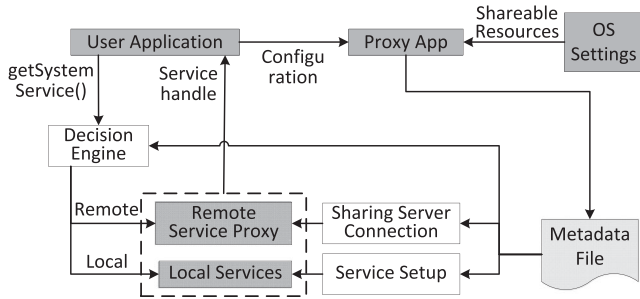 User Application
Configu
ration
Proxy App
Shareable
Resources
OS
Settings
getSystem
Service()
Service
handle
Decision
Engine
Remote
Remote
Service Proxy
Sharing Server
Connection
Metadata
File
Local
Local Services
Service Setup